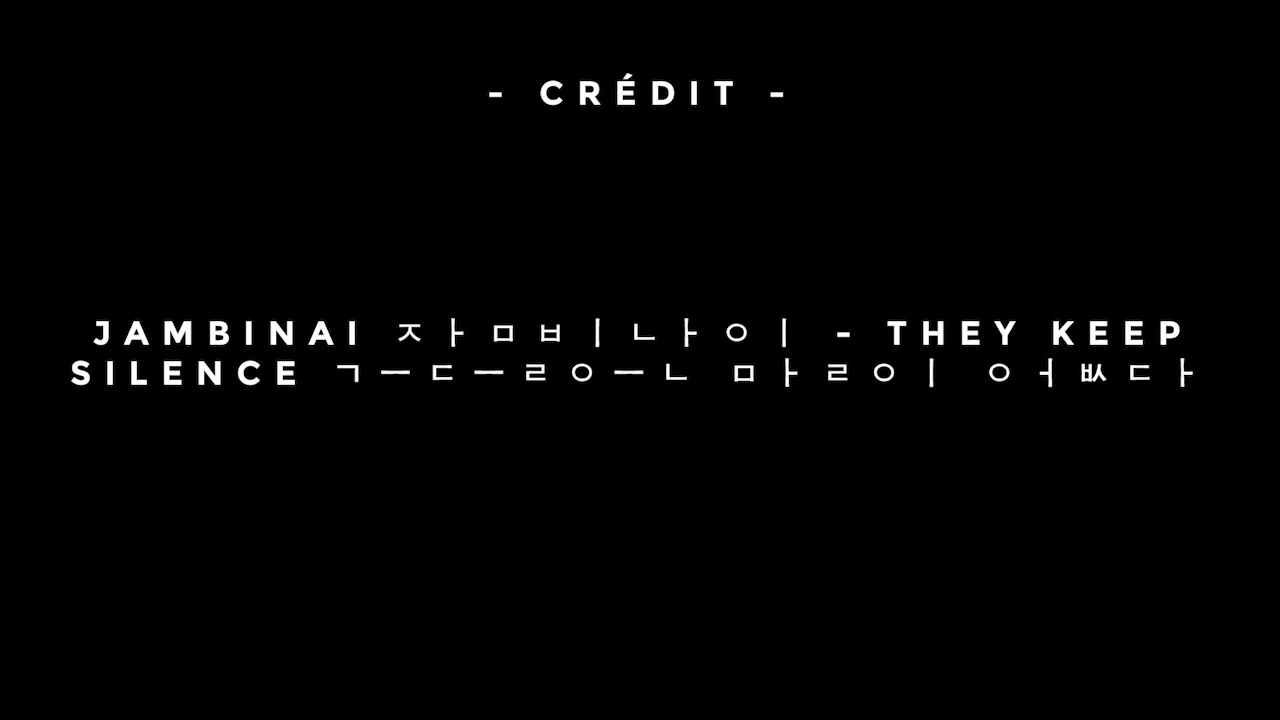 - CRÉDIT -
JAMBINAI ㅈㅏㅁㅂㅣㄴㅏㅇㅣ - THEY KEEP
SILENCE ㄱㅡㄷㅡㄹㅇㅡㄴ ㅁㅏㄹㅇㅣ ㅇㅓㅄㄷㅏ